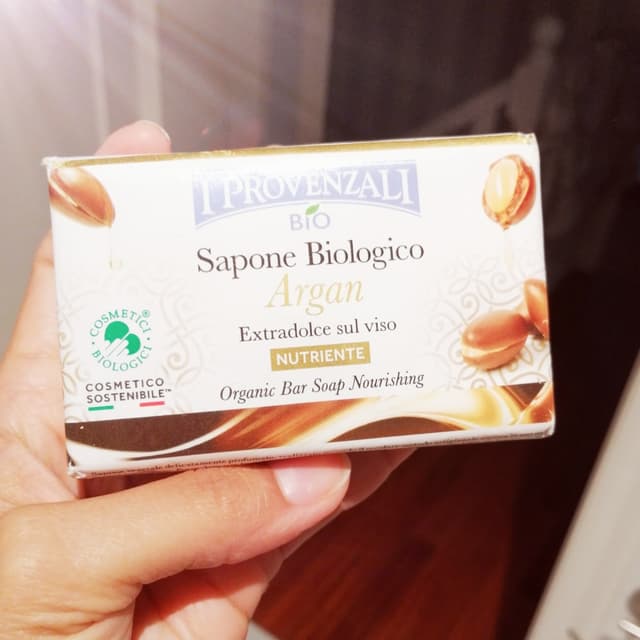 I PROVENZALI
BIO
Sapone Biologico
Argan
Extradolce sul viso
NUTRIENTE
Organic Bar Soap Nourishing
COSMETICI®
BIOLOGICI
COSMETICO
SOSTENIBILE™